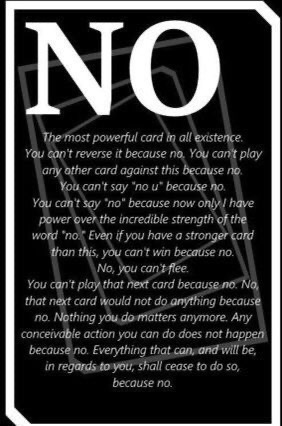 NO
The most powerful card in all existence.
You can't reverse it because no. You can't play
any other card against this because no.
You can't say "no u" because no.
You can't say "no" because now only I have
power over the incredible strength of the
word "no." Even if you have a stronger card
than this, you can't win because no.
No, you can't flee.
You can't play that next card because no. No,
that next card would not do anything because
no. Nothing you do matters anymore. Any
conceivable action you can do does not happen
because no. Everything that can, and will be,
in regards to you, shall cease to do so,
because no.